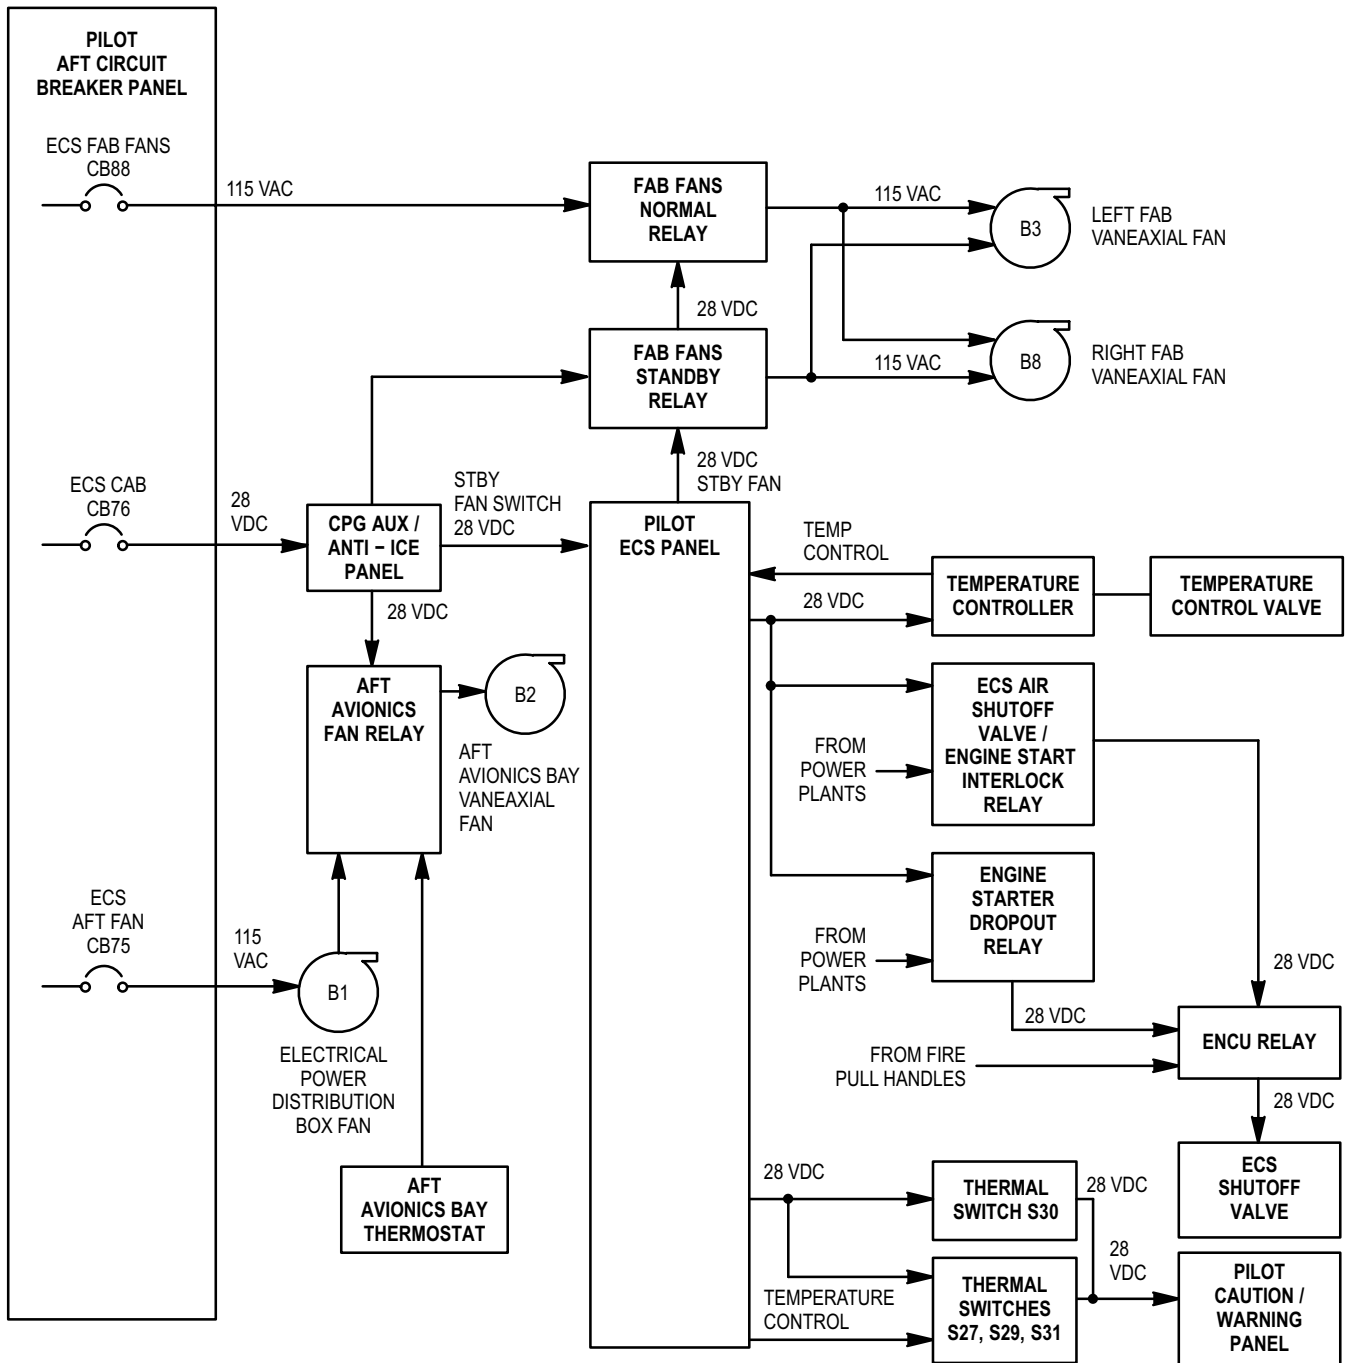 PILOT
AFT CIRCUIT
BREAKER PANEL
ECS FAB FANS
CB88
115 VAC
FAB FANS
NORMAL
RELAY
115 VAC
B3
LEFT FAB
VANEAXIAL FAN
28 VDC
FAB FANS
STANDBY
RELAY
115 VAC
B8
RIGHT FAB
VANEAXIAL FAN
28 VDC
STBY FAN
ECS CAB
CB76
28
VDC
CPG AUX /
ANTI – ICE
PANEL
STBY
FAN SWITCH
28 VDC
PILOT
ECS PANEL
TEMP
CONTROL
28 VDC
TEMPERATURE
CONTROLLER
TEMPERATURE
CONTROL VALVE
28 VDC
AFT
AVIONICS
FAN RELAY
B2
AFT
AVIONICS BAY
VANEAXIAL
FAN
FROM
POWER
PLANTS
ECS AIR
SHUTOFF
VALVE /
ENGINE START
INTERLOCK
RELAY
ECS
AFT FAN
CB75
115
VAC
B1
ELECTRICAL
POWER
DISTRIBUTION
BOX FAN
FROM
POWER
PLANTS
ENGINE
STARTER
DROPOUT
RELAY
28 VDC
28 VDC
FROM FIRE
PULL HANDLES
ENCU RELAY
28 VDC
ECS
SHUTOFF
VALVE
AFT
AVIONICS BAY
THERMOSTAT
28 VDC
THERMAL
SWITCH S30
28 VDC
TEMPERATURE
CONTROL
THERMAL
SWITCHES
S27, S29, S31
28
VDC
PILOT
CAUTION /
WARNING
PANEL